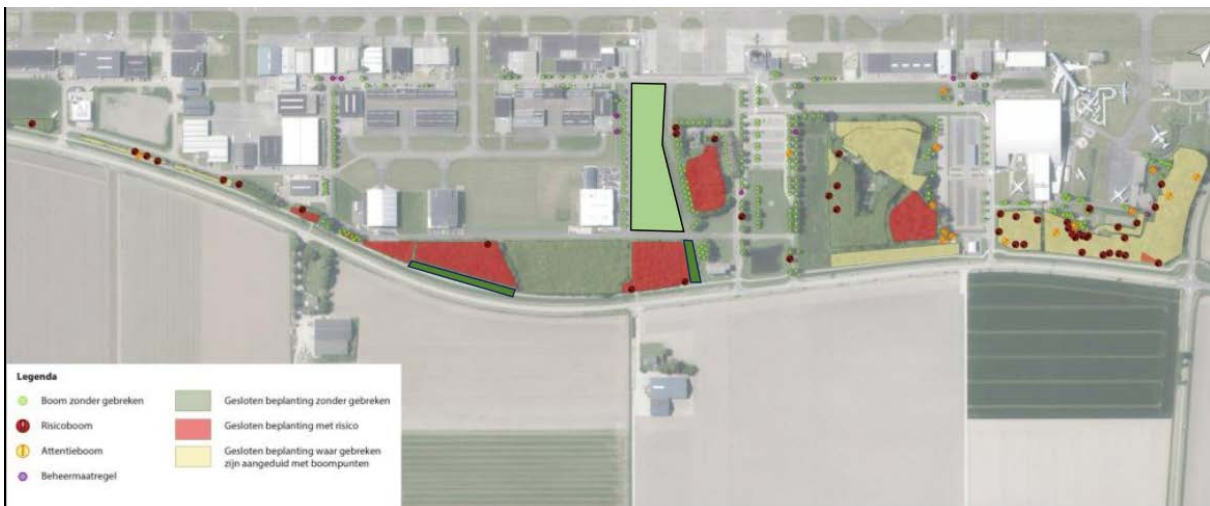 Legenda
Boom zonder gebreken
Risicoboom
Attentieboom
Beheermaatregel
Gesloten beplanting zonder gebreken
Gesloten beplanting met risico
Gesloten beplanting waar gebreken
zijn aangeduid met boompunten